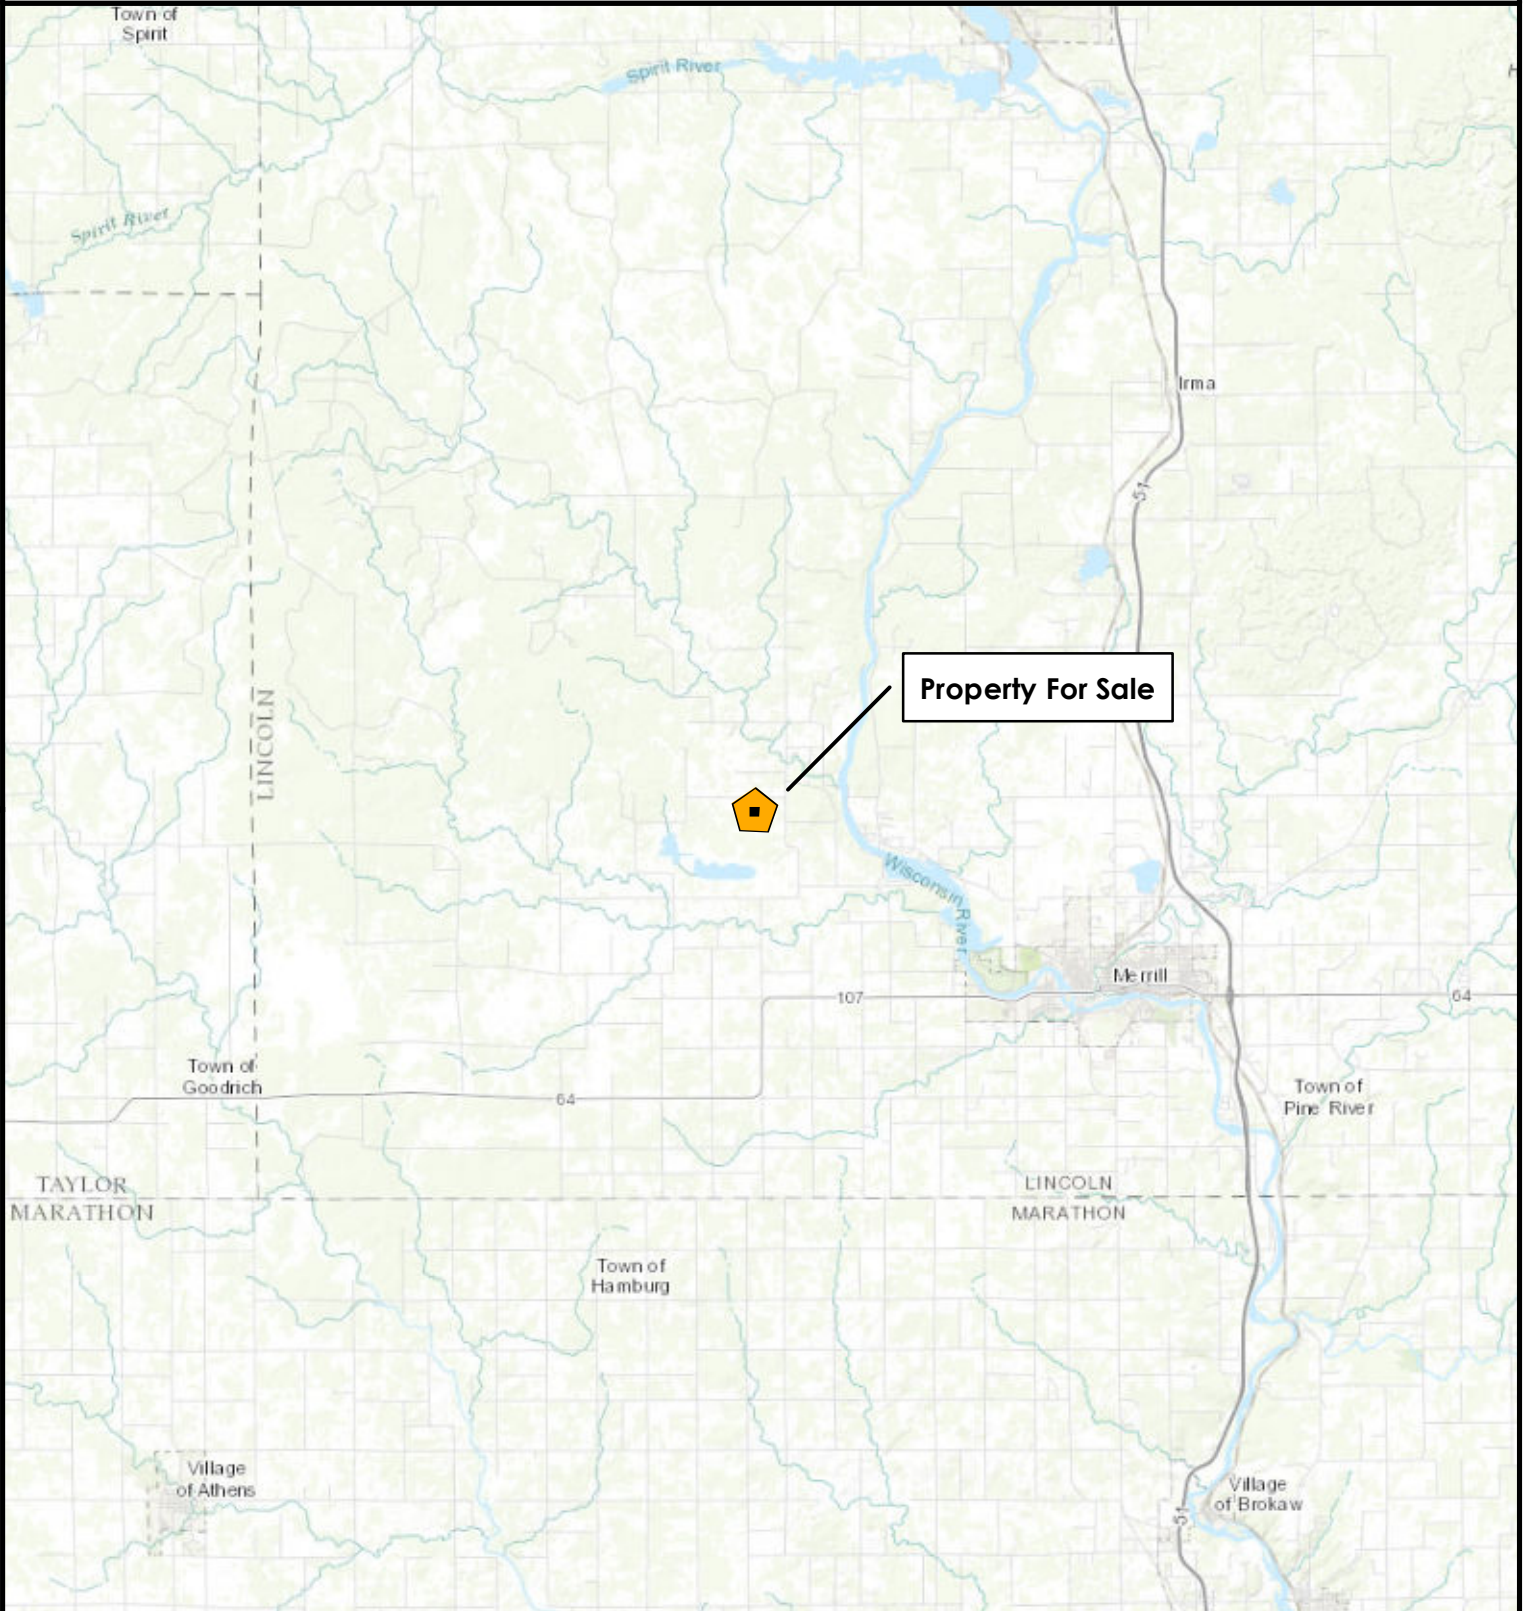 Town of
Spirit
Spirit River
Spirit River
Irma
51
Property For Sale
LINCOLN
Wisconsin River
Merrill
107
64
Town of
Goodrich
64
Town of
Pine River
TAYLOR
MARATHON
LINCOLN
MARATHON
Town of
Hamburg
Village
of Athens
Village
of Brokaw
51